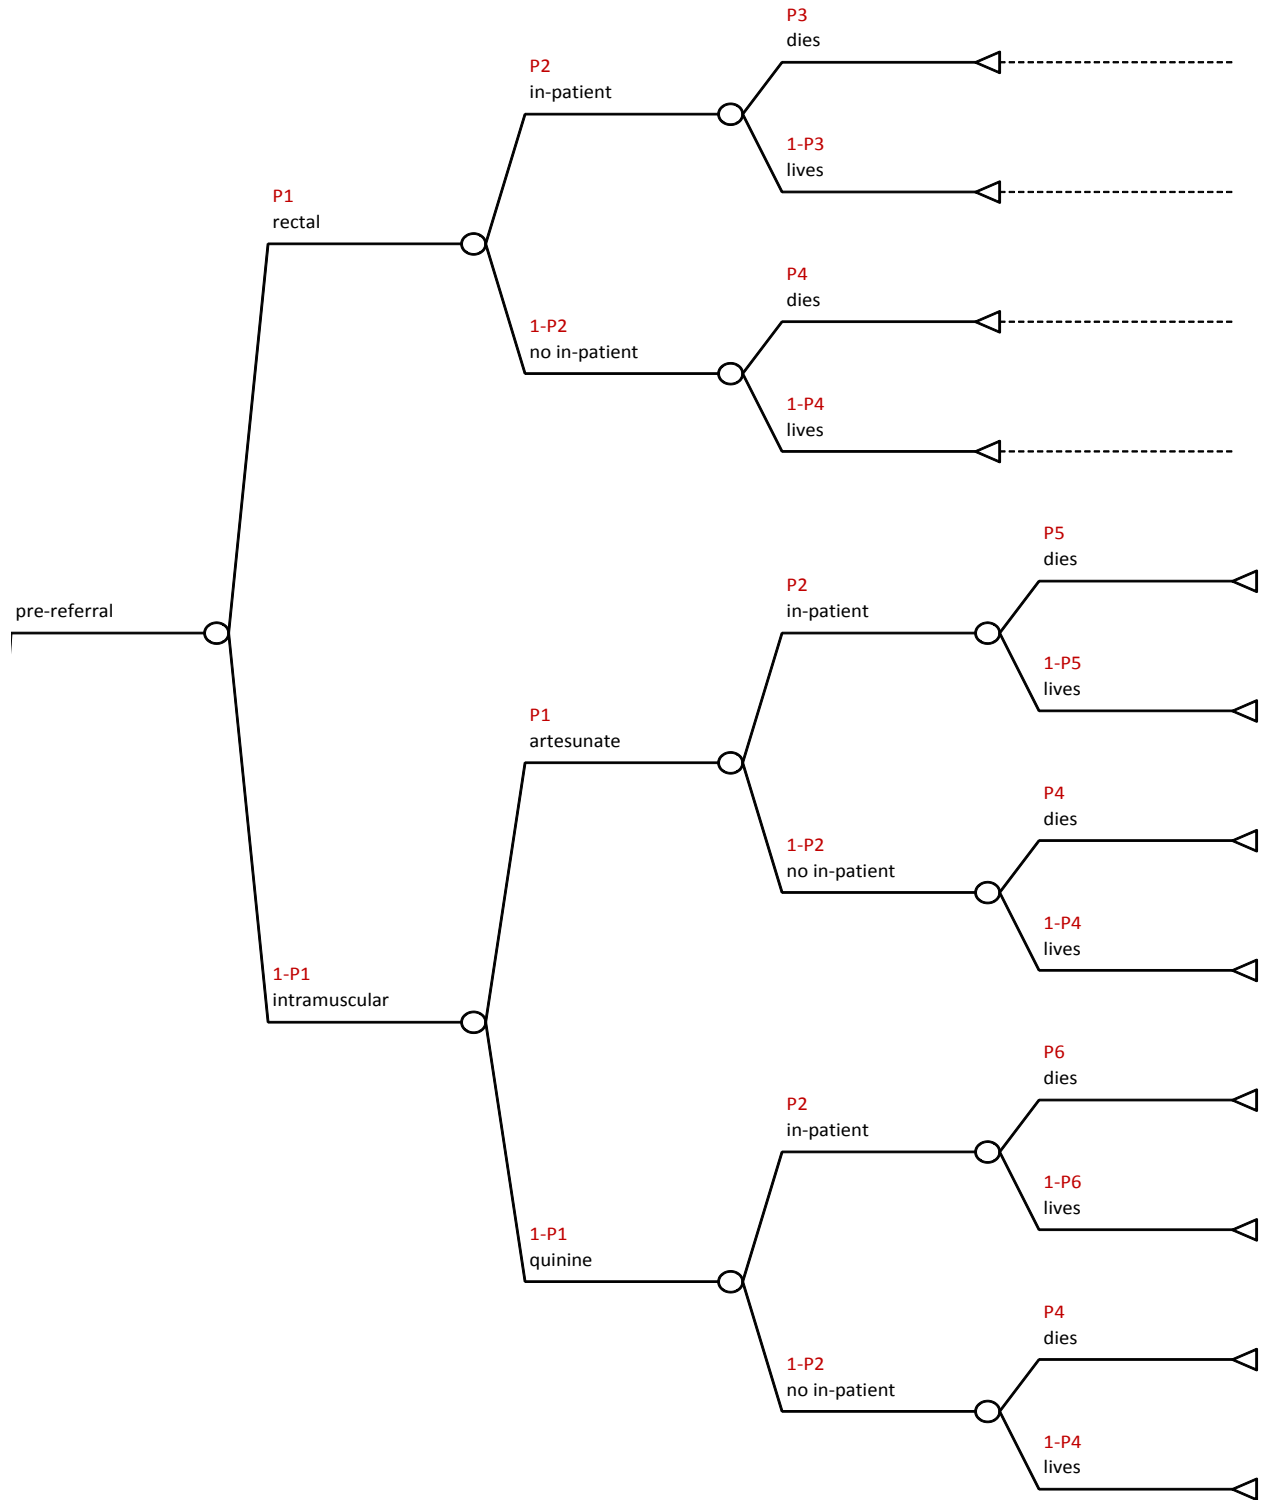 P3
dies
P2
in-patient
1-P3
lives
P1
rectal
P4
dies
1-P2
no in-patient
1-P4
lives
P5
dies
P2
in-patient
pre-referral
1-P5
lives
P1
artesunate
P4
dies
1-P2
no in-patient
1-P4
lives
1-P1
intramuscular
P6
dies
P2
in-patient
1-P6
lives
1-P1
quinine
P4
dies
1-P2
no in-patient
1-P4
lives